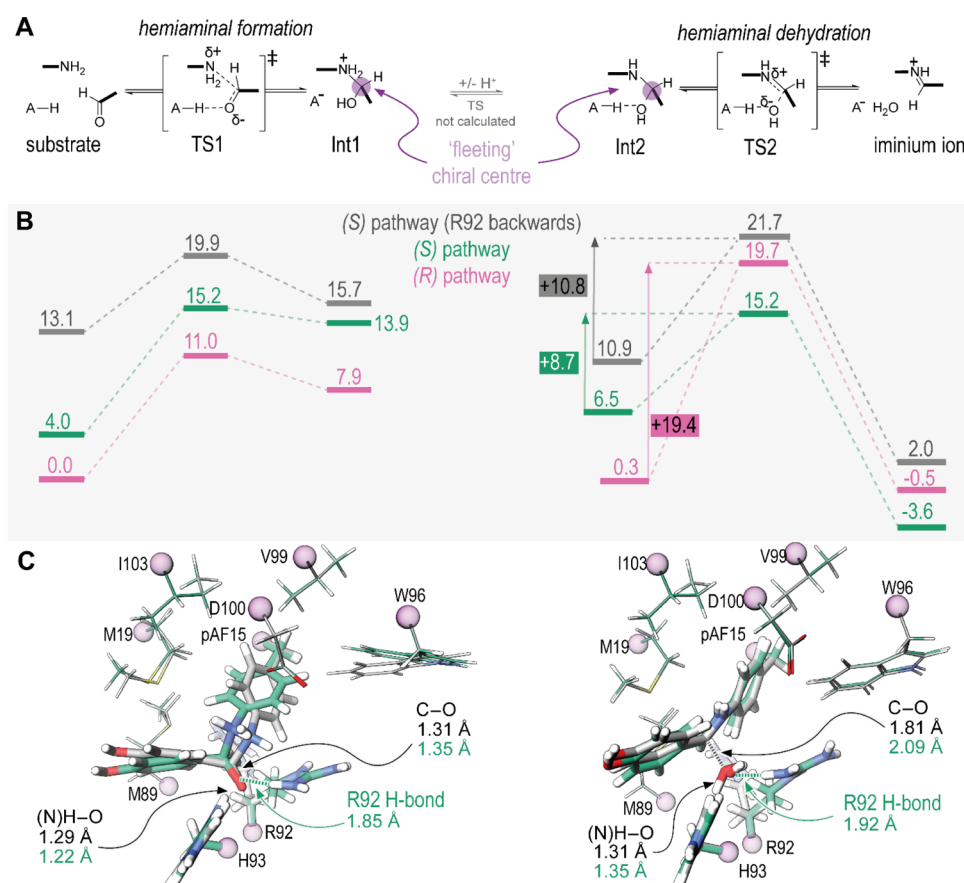 A
hemiaminal formation
hemiaminal dehydration
NH2
H
O
substrate
δ+
N
H2
H
A–H
O
δ-
‡
TS1
+
NH2
H
HO
A-
Int1
+/- H+
TS
not calculated
'fleeting'
chiral centre
H
N
H
A–H
OH
Int2
H
N δ+
H
A–H
δ-
O
H
‡
TS2
A-
H2O
+
NH
H
iminium ion
B
(S) pathway (R92 backwards)
(S) pathway
(R) pathway
13.1
19.9
15.7
4.0
15.2
13.9
0.0
11.0
7.9
21.7
19.7
15.2
+10.8
10.9
+8.7
6.5
+19.4
0.3
2.0
-0.5
-3.6
C
I103
V99
D100
W96
M19
pAF15
C–O
1.31 Å
1.35 Å
M89
R92 H-bond
1.85 Å
(N)H–O
1.29 Å
1.22 Å
R92
H93
I103
V99
D100
W96
M19
pAF15
C–O
1.81 Å
2.09 Å
M89
R92 H-bond
1.92 Å
(N)H–O
1.31 Å
1.35 Å
R92
H93